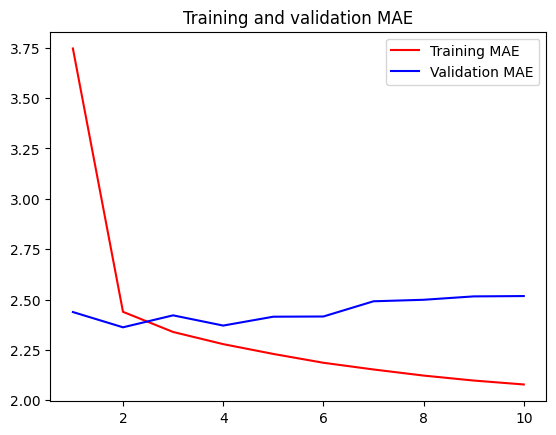 Training and validation MAE
Training MAE
Validation MAE
3.75
3.50
3.25
3.00
2.75
2.50
2.25
2.00
2 4 6 8 10